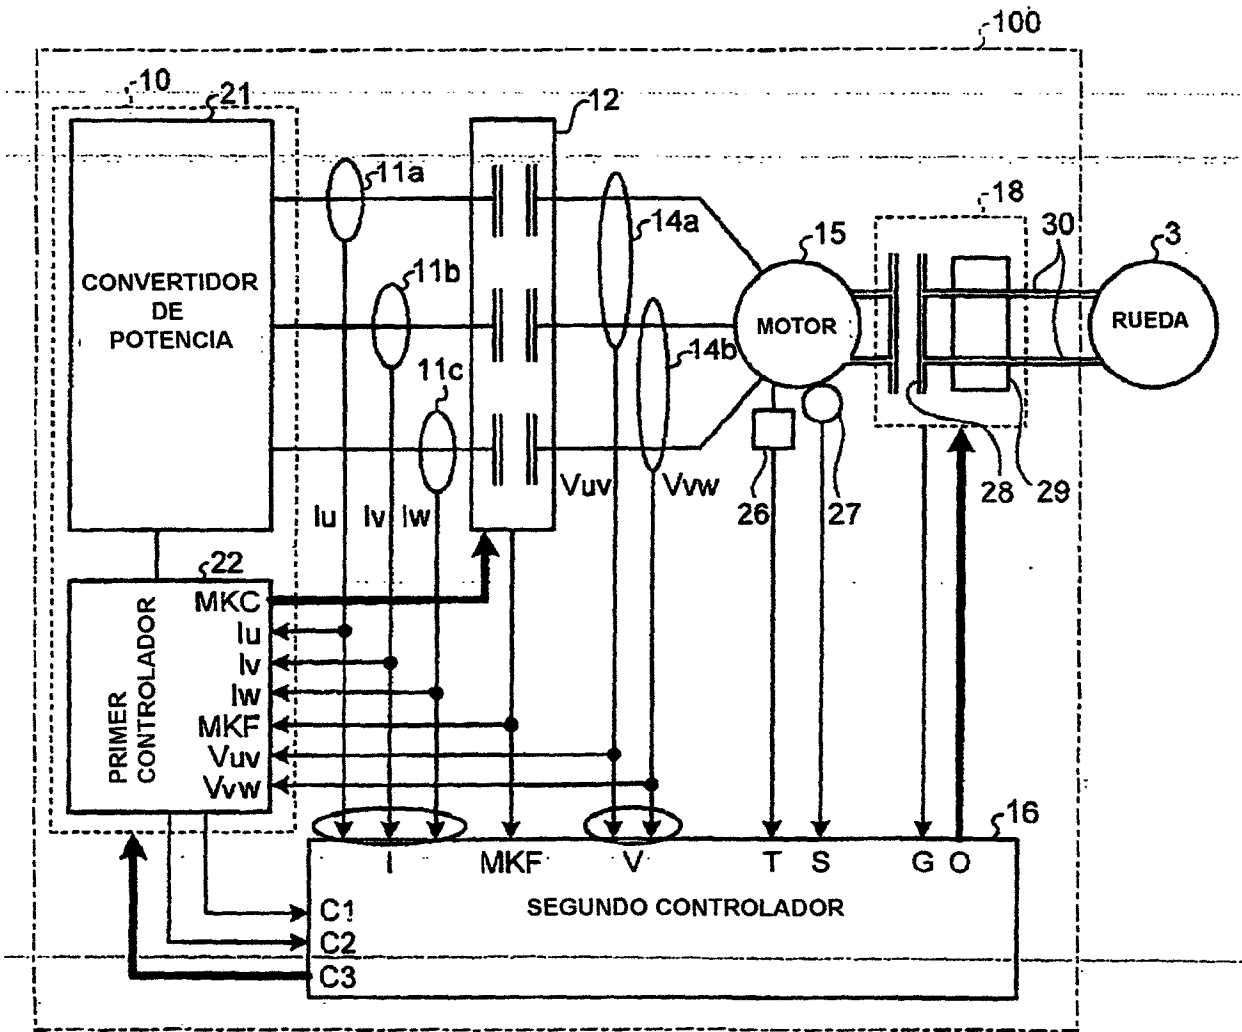 100
10
21
12
11a
18
14a
15
30
3
CONVERTIDOR
DE
POTENCIA
11b
MOTOR
RUEDA
14b
11c
Vuv
Vvw
26
27
28
29
Iu
Iv
Iw
22
MKC
Iu
Iv
Iw
MKF
Vuv
Vvw
PRIMER
CONTROLADOR
16
I
MKF
V
T
S
G
O
SEGUNDO CONTROLADOR
C1
C2
C3